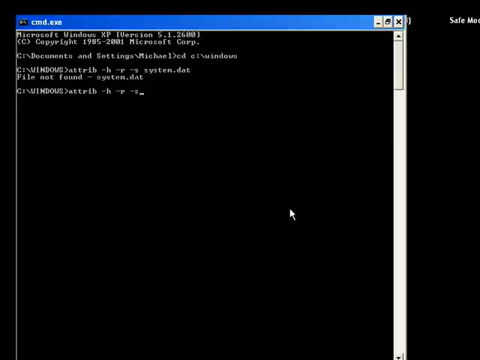 cmd.exe
Safe Mo
Microsoft Windows XP [Version 5.1.2600]
(C) Copyright 1985-2001 Microsoft Corp.
C:\Documents and Settings\Michael>cd c:\windows
C:\WINDOWS>attrib -h -r -s system.dat
File not found - system.dat
C:\WINDOWS>attrib -h -r -s_